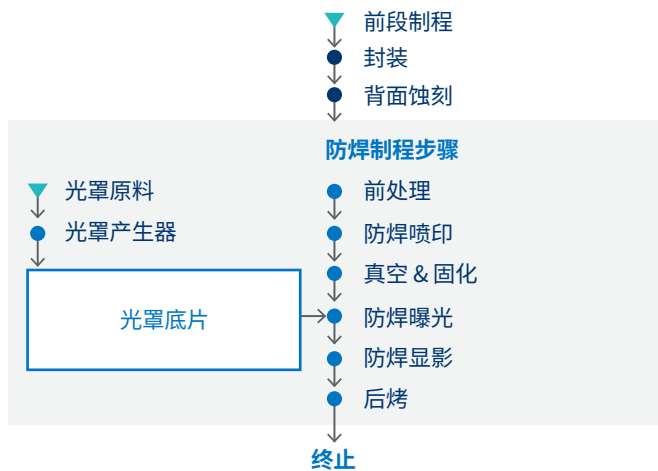 前段制程
封装
背面蚀刻
防焊制程步骤
光罩原料
光罩产生器
光罩底片
前处理
防焊喷印
真空 & 固化
防焊曝光
防焊显影
后烤
终止